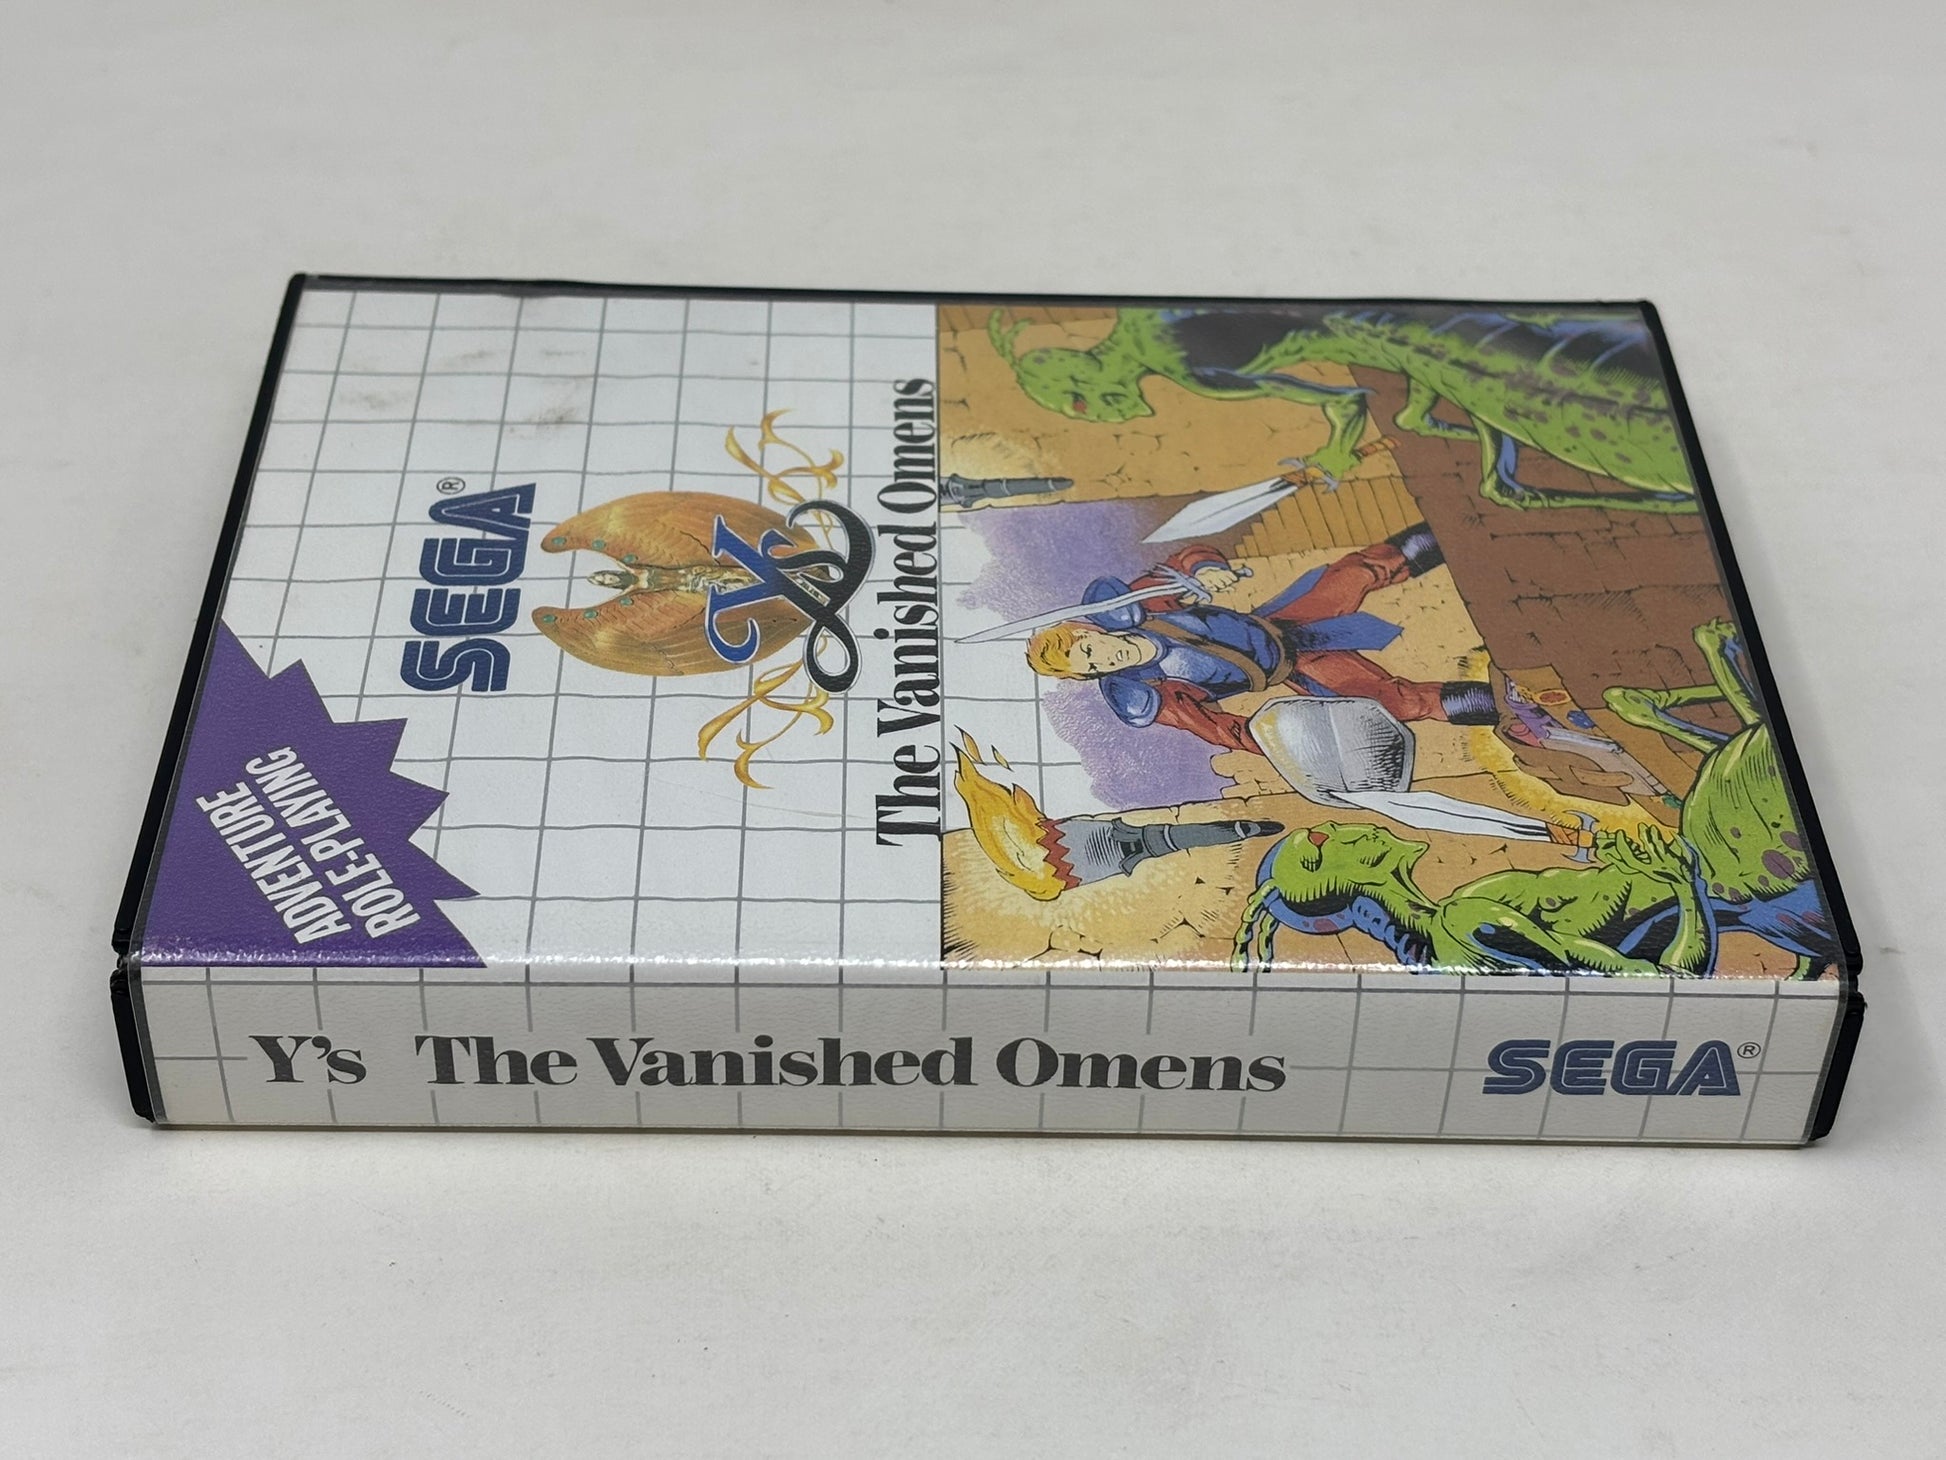 SEGA®
Ys
The Vanished Omens
ADVENTURE
ROLE-PLAYING
Y's The Vanished Omens
SEGA®